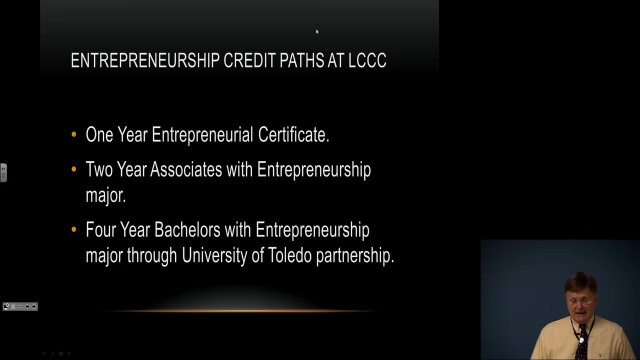 ENTREPRENEURSHIP CREDIT PATHS AT LCCC
• One Year Entrepreneurial Certificate.
• Two Year Associates with Entrepreneurship
major.
• Four Year Bachelors with Entrepreneurship
major through University of Toledo partnership.